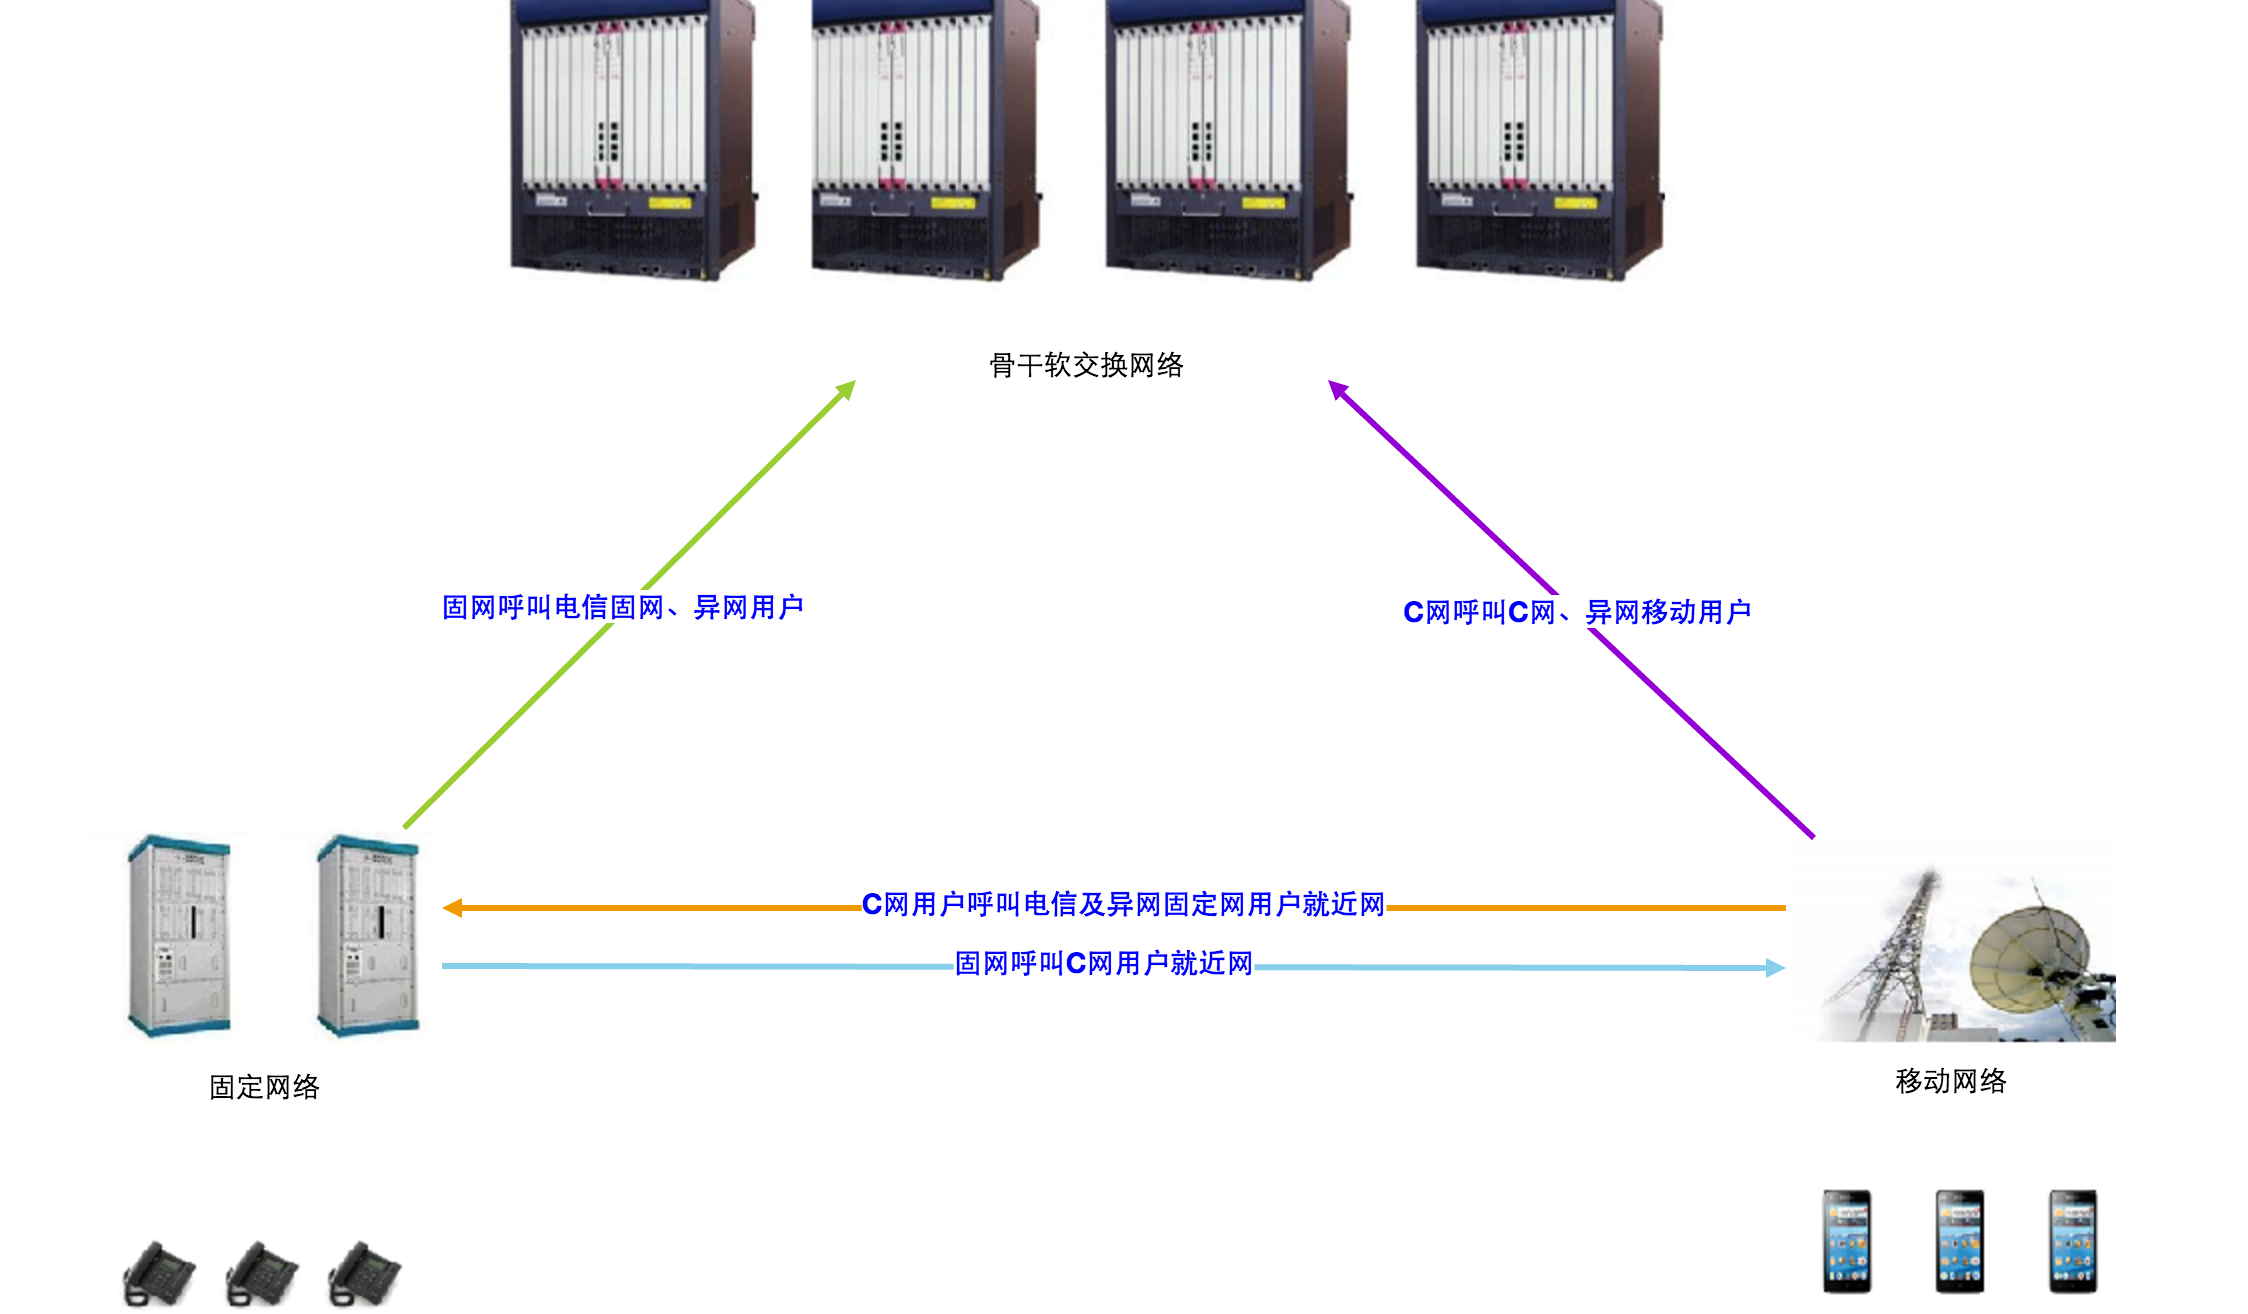 骨干软交换网络
固网呼叫电信固网、异网用户
C网呼叫C网、异网移动用户
C网用户呼叫电信及异网固定网用户就近网
固网呼叫C网用户就近网
固定网络
移动网络